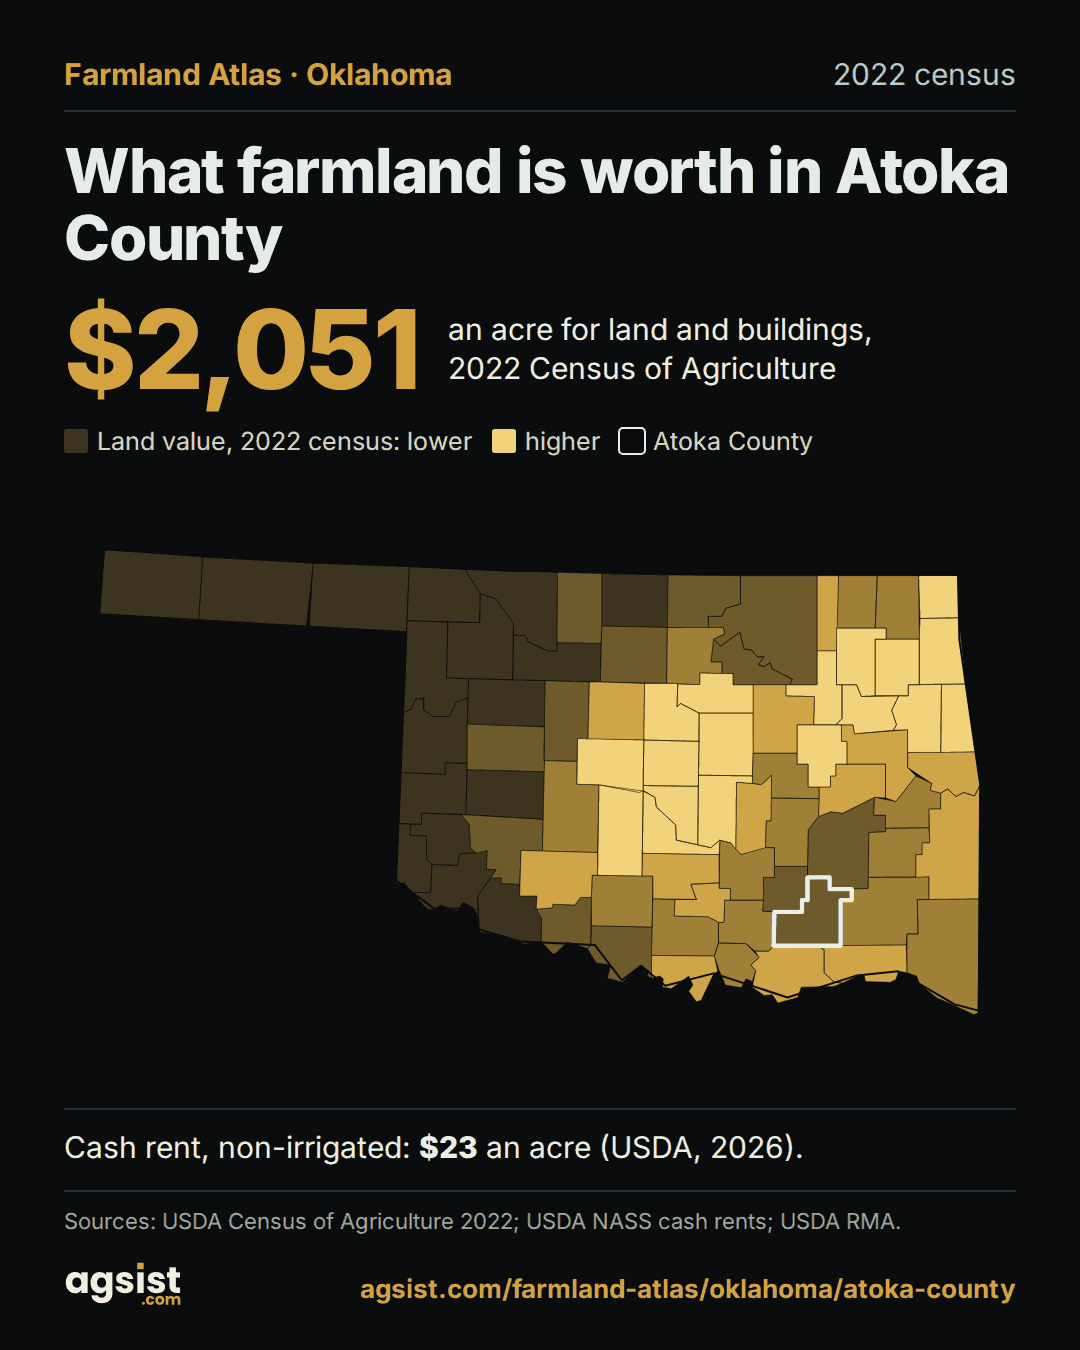 Farmland Atlas · Oklahoma
2022 census
What farmland is worth in Atoka
County
$2,051
an acre for land and buildings,
2022 Census of Agriculture
Land value, 2022 census: lower
higher
Atoka County
Cash rent, non-irrigated: $23 an acre (USDA, 2026).
Sources: USDA Census of Agriculture 2022; USDA NASS cash rents; USDA RMA.
agsist
.com
agsist.com/farmland-atlas/oklahoma/atoka-county